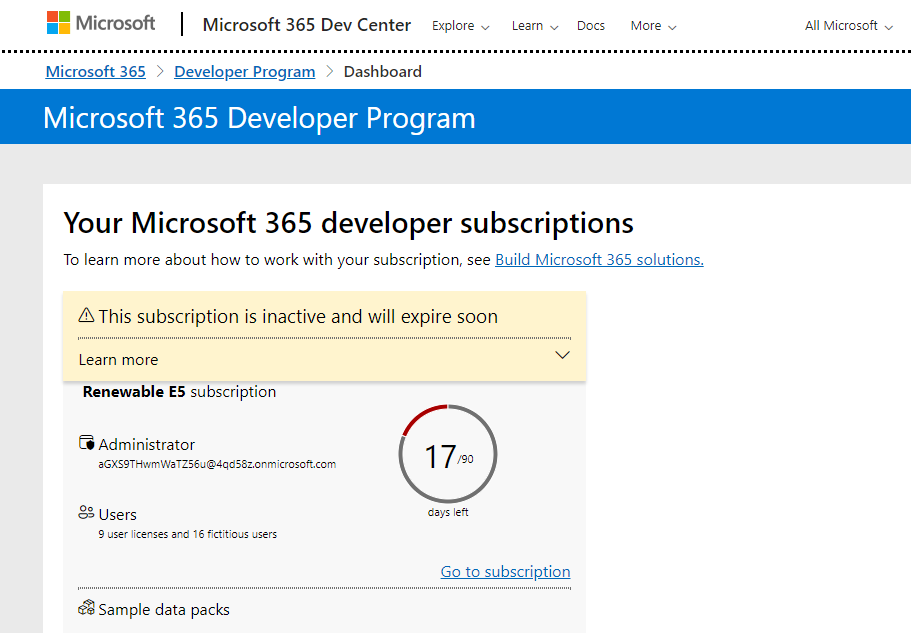 Microsoft | Microsoft 365 Dev Center Explore Learn Docs More All Microsoft
Microsoft 365 > Developer Program > Dashboard
Microsoft 365 Developer Program
Your Microsoft 365 developer subscriptions
To learn more about how to work with your subscription, see Build Microsoft 365 solutions.
This subscription is inactive and will expire soon
Learn more
Renewable E5 subscription
Administrator
aGXS9THwmWaTZ56u@4qd58z.onmicrosoft.com
17/90
days left
Users
9 user licenses and 16 fictitious users
Go to subscription
Sample data packs